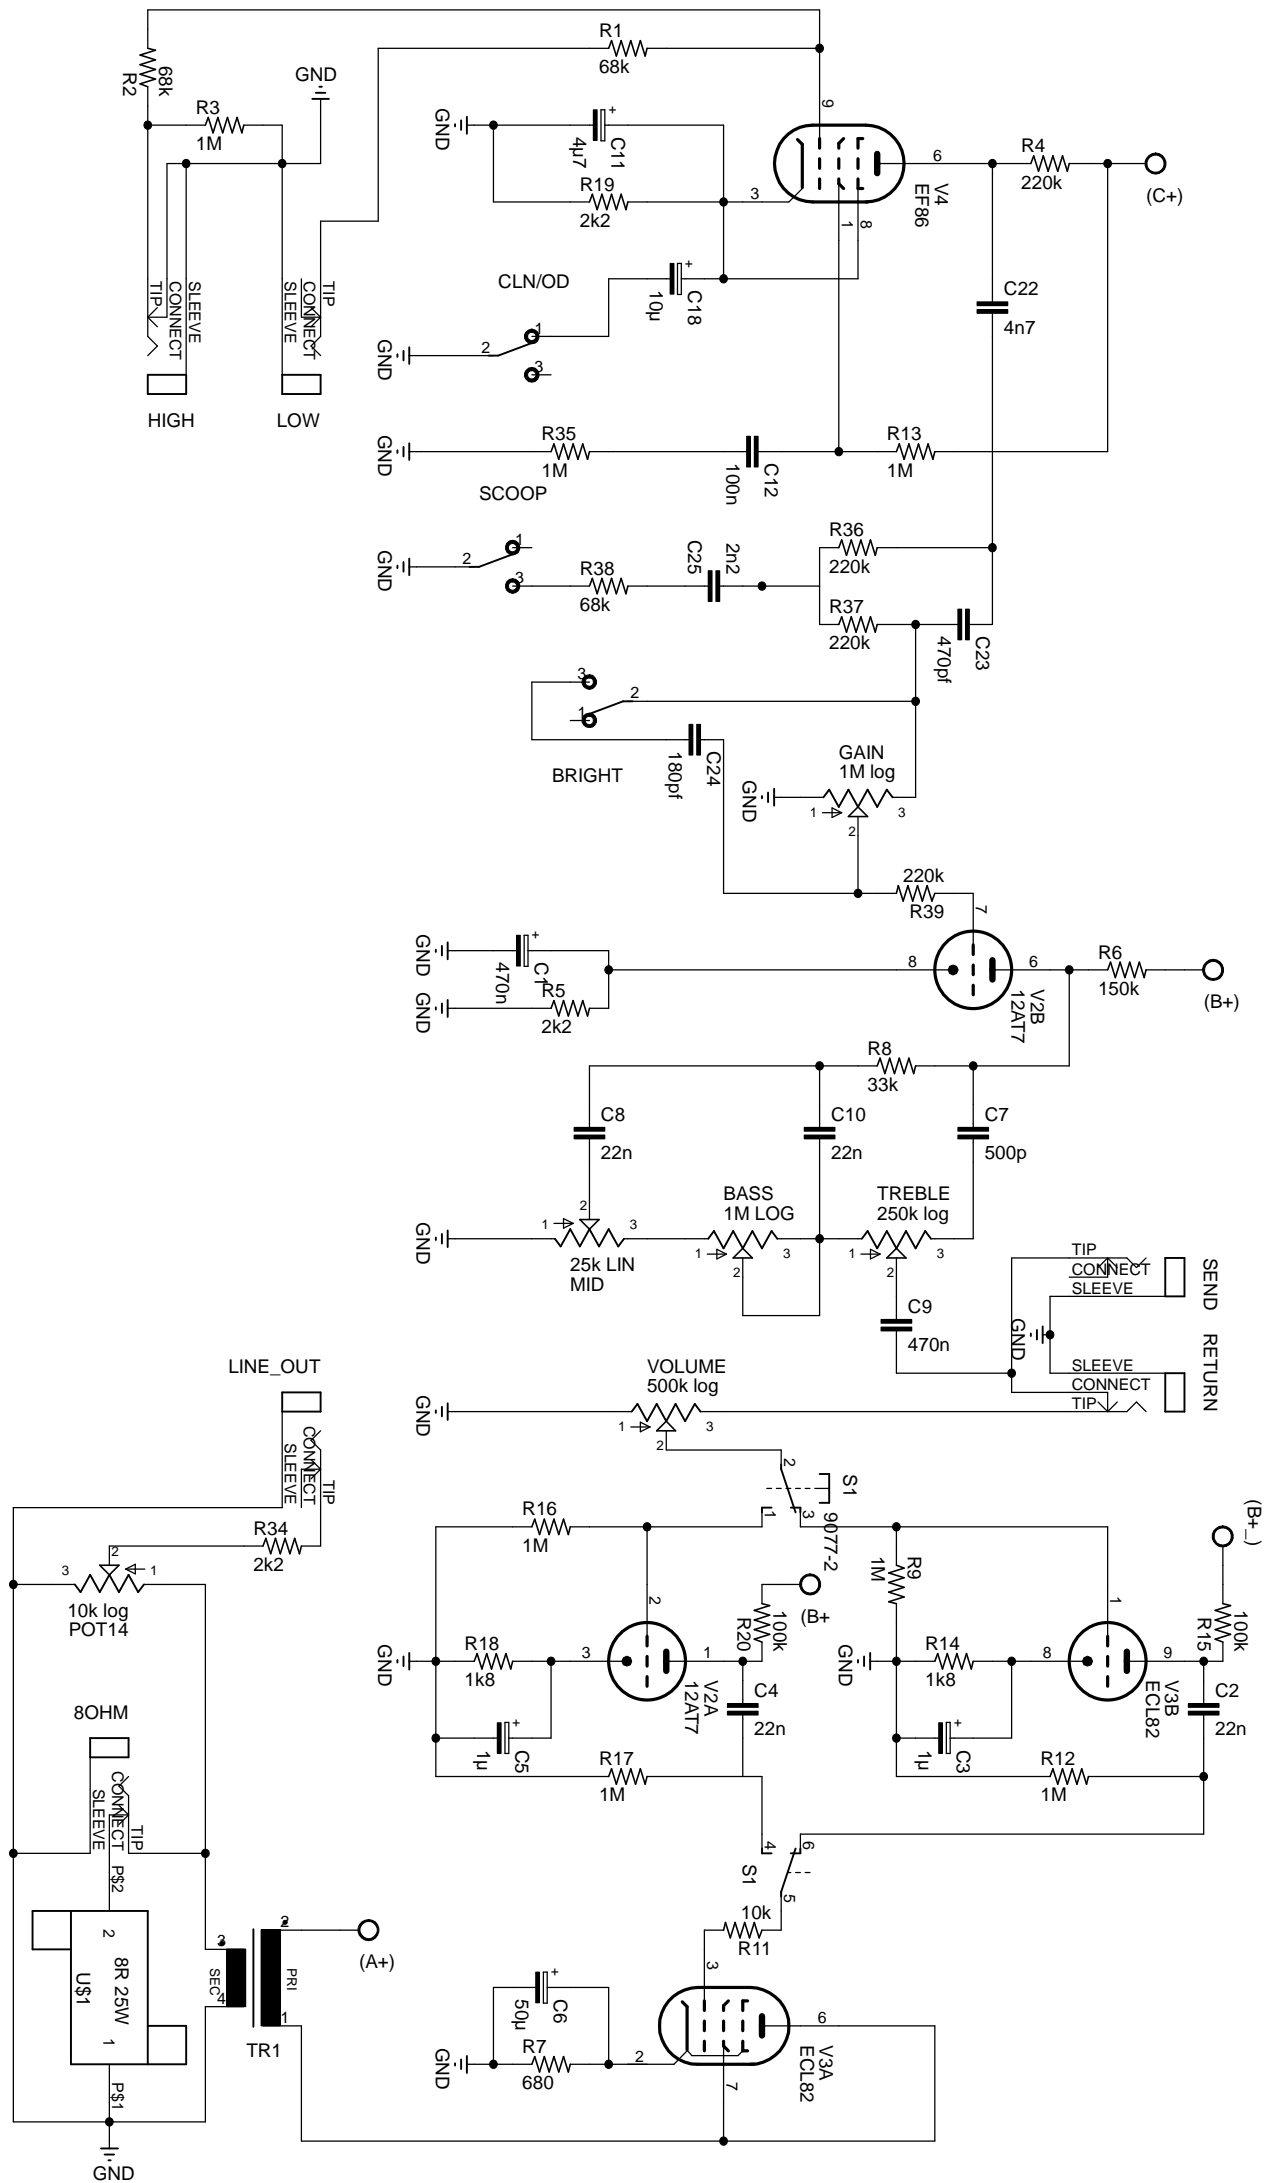 R1
68k
68k
R2
GND
R3
1M
GND
C11
4µ7
+
R19
2k2
9
3
1
8
6
V4
EF86
R4
220k
(C+)
C22
4n7
CLN/OD
+
C18
10µ
1
2
3
GND
TIP
CONNECT
SLEEVE
HIGH
TIP
CONNECT
SLEEVE
LOW
GND
R35
1M
C12
100n
R13
1M
SCOOP
1
2
3
GND
R38
68k
C25
2n2
R36
220k
R37
220k
C23
470pf
3
2
1
BRIGHT
C24
180pf
GAIN
1M log
GND
1
2
3
220k
R39
7
8
6
V2B
12AT7
R6
150k
(B+)
GND
+
C1
470n
GND
R5
2k2
R8
33k
C8
22n
C10
22n
C7
500p
GND
1
2
3
25k LIN
MID
BASS
1M LOG
1
2
3
TREBLE
250k log
1
2
3
C9
470n
TIP
CONNECT
SLEEVE
SEND
GND
SLEEVE
CONNECT
TIP
RETURN
LINE_OUT
TIP
CONNECT
SLEEVE
VOLUME
500k log
GND
1
2
3
2
1
3
S1
9077-2
R16
1M
R34
2k2
3
2
1
10k log
POT14
R9
1M
(B+
100k
R20
(B+_)
100k
R15
2
3
1
V2A
12AT7
R18
1k8
GND
C4
22n
+
C5
1µ
R17
1M
1
8
9
V3B
ECL82
R14
1k8
GND
C2
22n
+
C3
1µ
R12
1M
8OHM
TIP
CONNECT
SLEEVE
4
6
5
S1
10k
R11
P$2
2
8R 25W
U$1
1
P$1
GND
3
4
SEC
PRI
2
1
TR1
(A+)
+
C6
50µ
R7
680
GND
3
2
7
6
V3A
ECL82